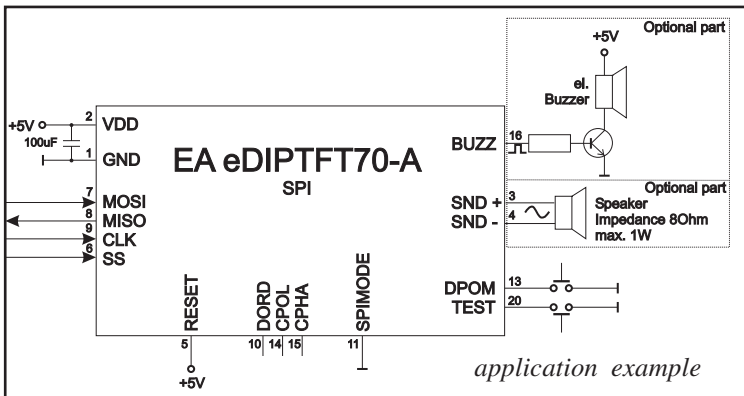 Optional part
+5V
el.
Buzzer
2
VDD
+5V
100uF
1
GND
EA eDIPTFT70-A
SPI
BUZZ
16
Optional part
7
MOSI
8
MISO
9
CLK
6
SS
SND +
3
SND -
4
Speaker
Impedance 8Ohm
max. 1W
DPOM
13
TEST
20
RESET
DORD
CPOL
CPHA
SPIMODE
5
10
14
15
11
+5V
application example